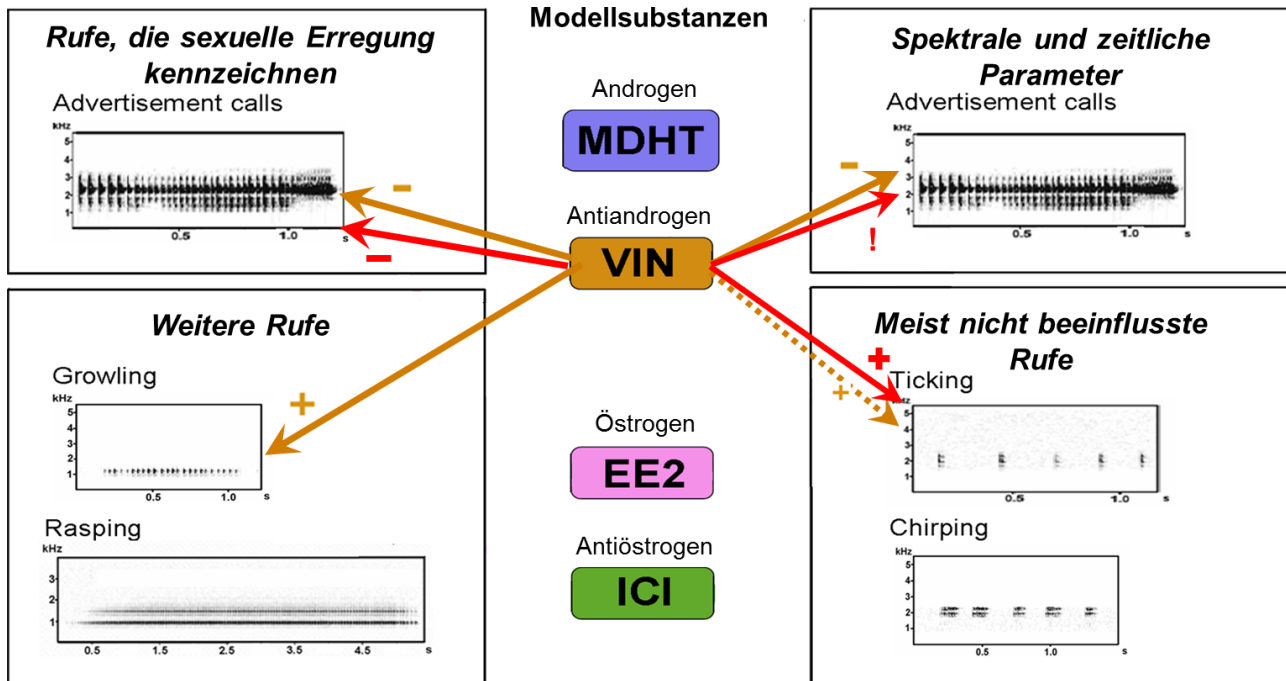 Modellsubstanzen
Rufe, die sexuelle Erregung
kennzeichnen
Advertisement calls
kHz
5
4
3
2
1
0.5
1.0
s
-
-
Weitere Rufe
Growling
kHz
5
4
3
2
1
0.5
1.0
s
+
Rasping
kHz
3
2
1
0.5
1.5
2.5
3.5
4.5
s
Androgen
MDHT
Antiandrogen
VIN
Östrogen
EE2
Antiöstrogen
ICI
Spektrale und zeitliche
Parameter
Advertisement calls
kHz
5
4
3
2
1
0.5
1.0
s
-
!
Meist nicht beeinflusste
Rufe
+
+
Ticking
kHz
5
4
3
2
1
0.5
1.0
s
Chirping
kHz
5
4
3
2
1
0.5
1.0
s